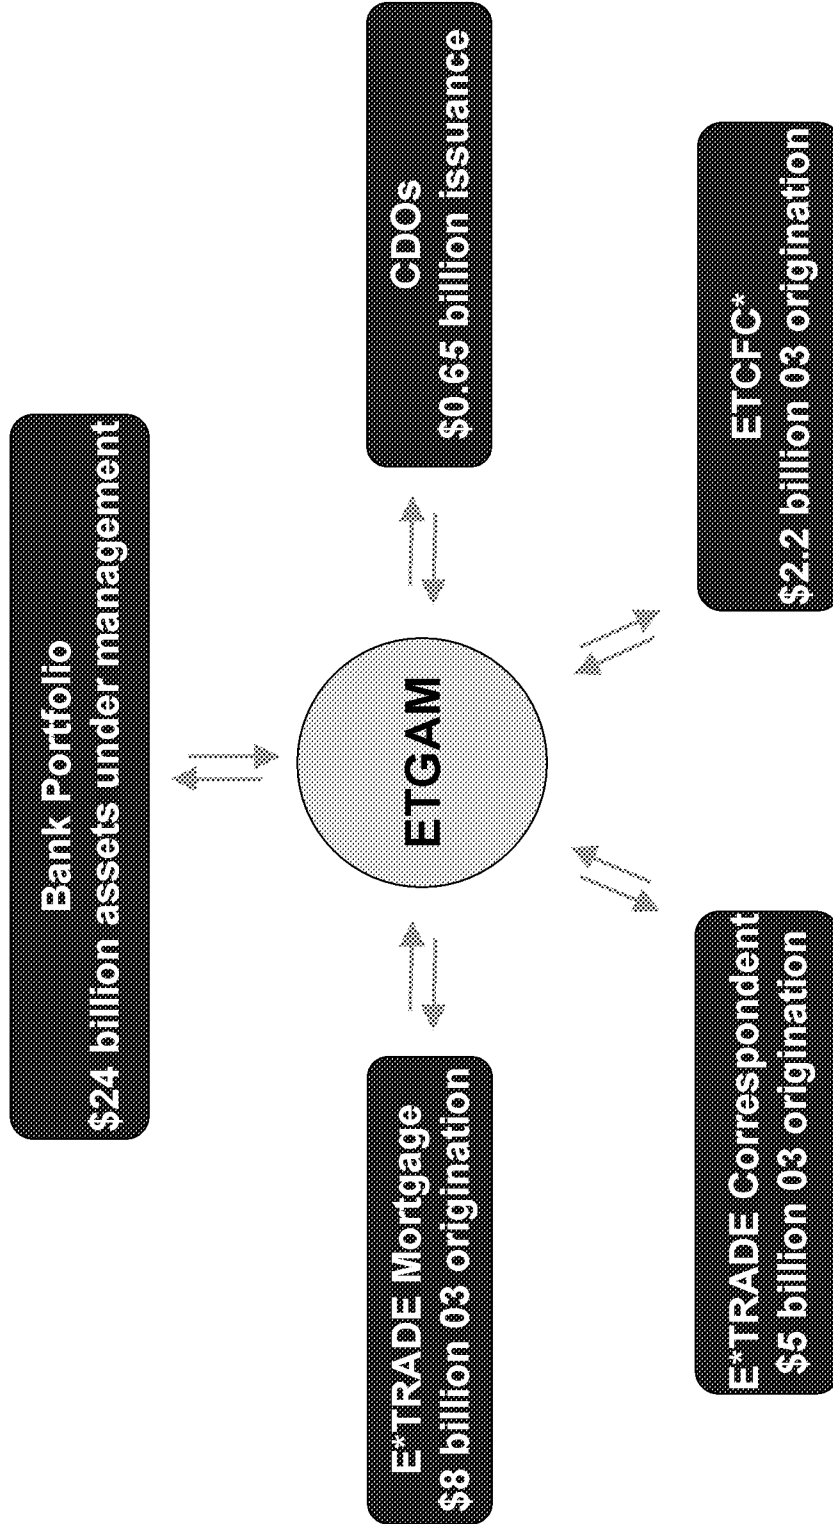 Bank Portfolio
$24 billion assets under management
E*TRADE Mortgage
$8 billion 03 origination
ETGAM
CDOs
$0.65 billion issuance
E*TRADE Correspondent
$5 billion 03 origination
ETCFC*
$2.2 billion 03 origination